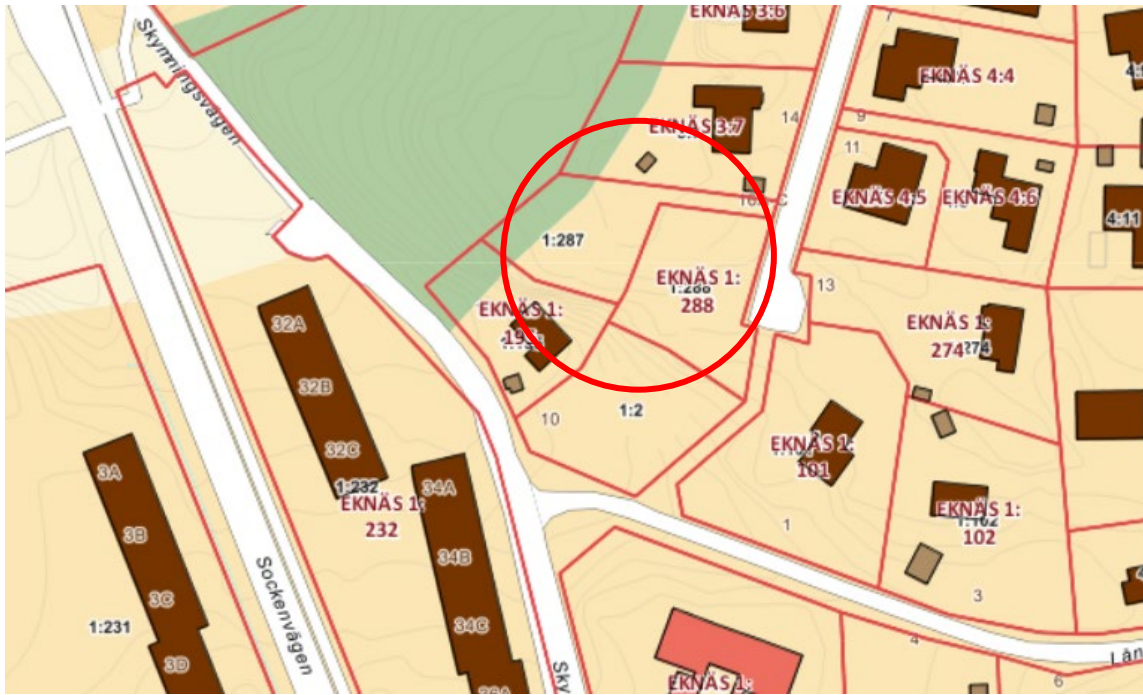 EKNÄS 3:6
7
Skymningsvägen
EKNÄS 4:4
EKNÄS 3:7
14
9
11
EKNÄS 4:5
EKNÄS 4:6
4:11
1:287
EKNÄS 1:
288
13
EKNÄS 1:
EKNÄS 1:
274
32A
32B
32C
10
1:2
EKNÄS 1:
101
3A
34A
1:232
EKNÄS 1:
232
EKNÄS 1:
102
1
3B
34B
3C
3
1:231
Sockenvägen
34C
4
3D
Sky
Lån
6
EKNÄS 1: